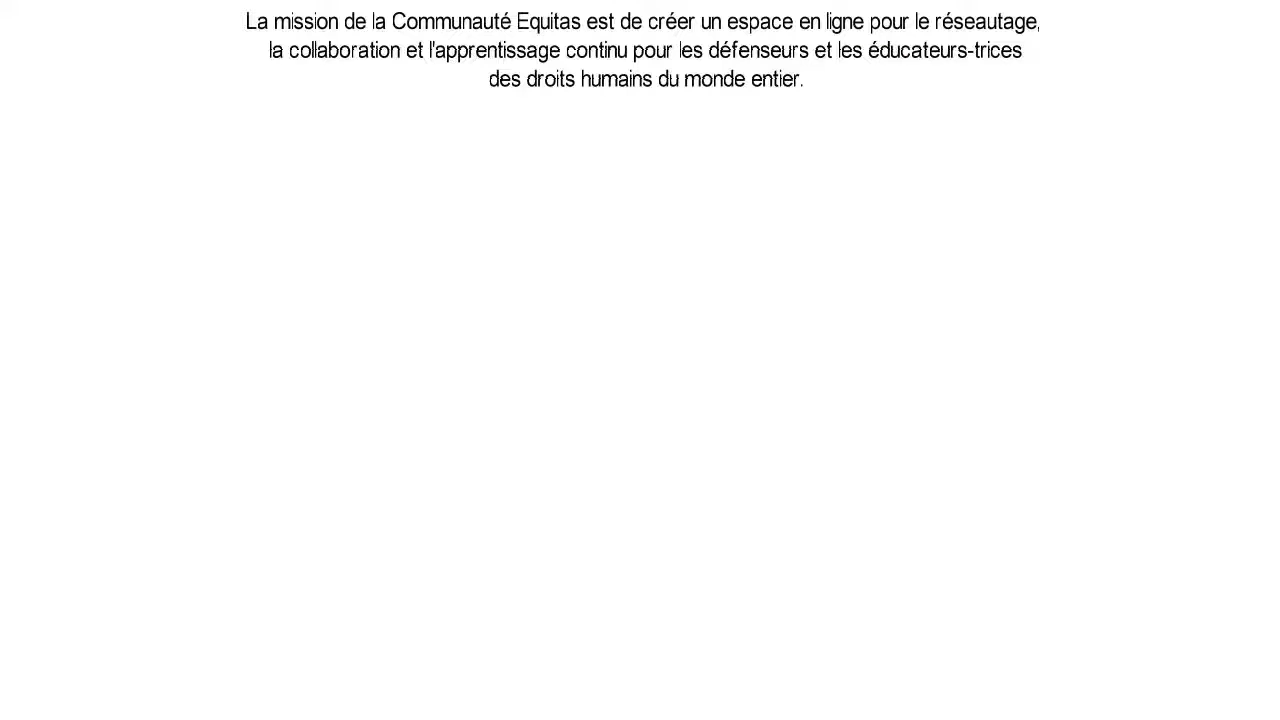 La mission de la Communauté Equitas est de créer un espace en ligne pour le réseautage,
la collaboration et l'apprentissage continu pour les défenseurs et les éducateurs-trices
des droits humains du monde entier.